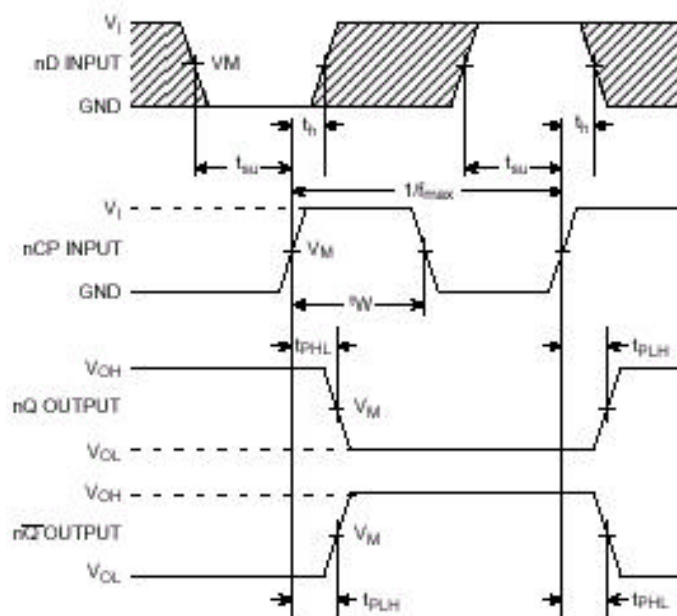 VI
nD INPUT
VM
GND
th
th
tsu
tsu
1/fmax
VI
nCP INPUT
VM
GND
tW
tPHL
tPLH
VOH
nQ OUTPUT
VM
VOL
VOH
nQ̅ OUTPUT
VM
VOL
tPLH
tPHL